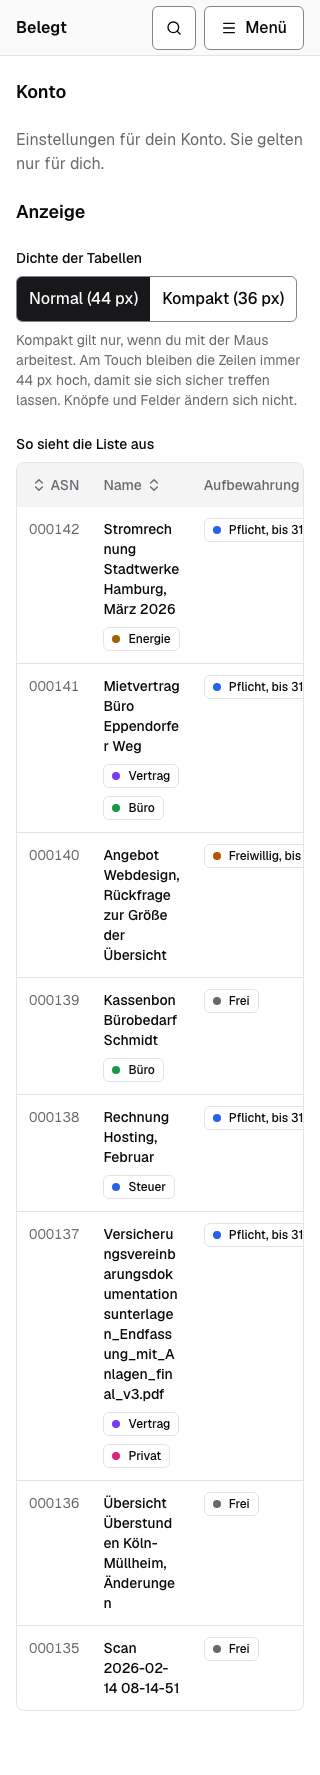 Belegt
Menü
Konto
Einstellungen für dein Konto. Sie gelten
nur für dich.
Anzeige
Dichte der Tabellen
Normal (44 px) Kompakt (36 px)
Kompakt gilt nur, wenn du mit der Maus
arbeitest. Am Touch bleiben die Zeilen immer
44 px hoch, damit sie sich sicher treffen
lassen. Knöpfe und Felder ändern sich nicht.
So sieht die Liste aus
ASN Name Aufbewahrung
000142
Stromrech
nung
Stadtwerke
Hamburg,
März 2026
Energie
Pflicht, bis 31
000141
Mietvertrag
Büro
Eppendorfe
r Weg
Vertrag
Büro
Pflicht, bis 31
000140
Angebot
Webdesign,
Rückfrage
zur Größe
der
Übersicht
Freiwillig, bis
000139
Kassenbon
Bürobedarf
Schmidt
Büro
Frei
000138
Rechnung
Hosting,
Februar
Steuer
Pflicht, bis 31
000137
Versicheru
ngsvereinb
arungsdok
umentation
sunterlage
n_Endfass
ung_mit_A
nlagen_fin
al_v3.pdf
Vertrag
Privat
Pflicht, bis 31
000136
Übersicht
Überstund
en Köln-
Müllheim,
Änderunge
n
Frei
000135
Scan
2026-02-
14 08-14-51
Frei